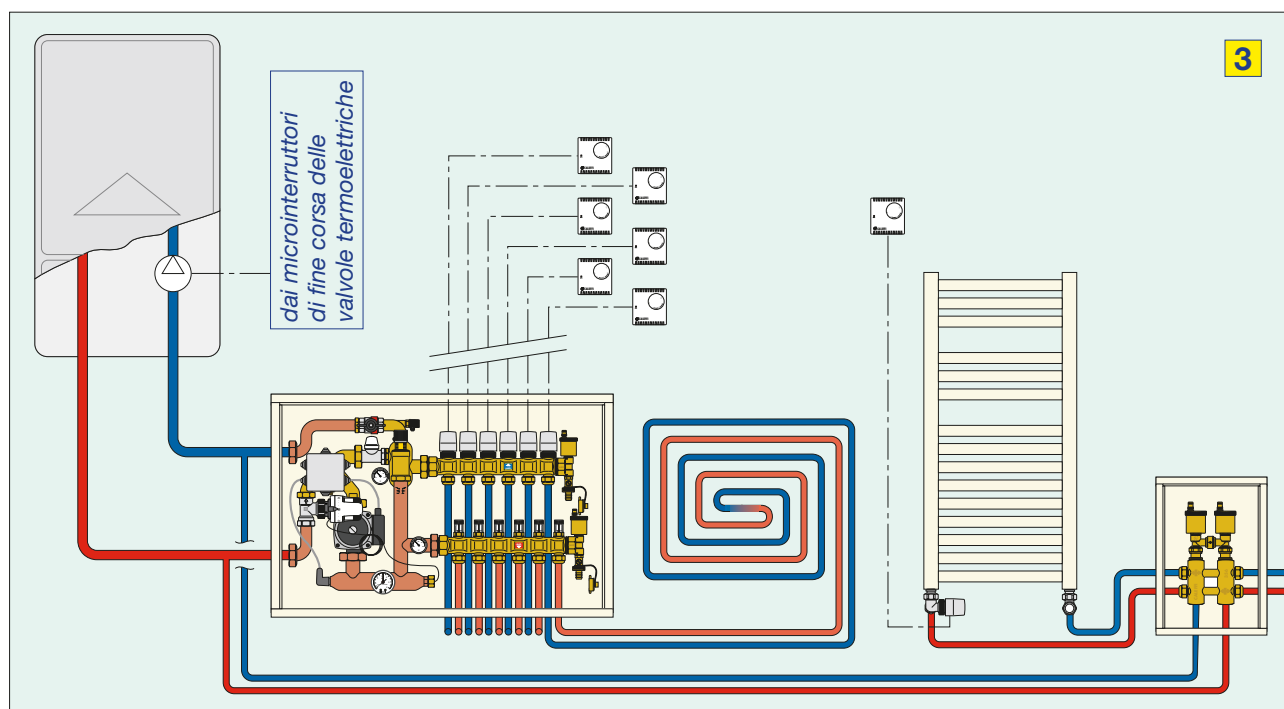 3
dai microinterruttori
di fine corsa delle
valvole termoelettriche